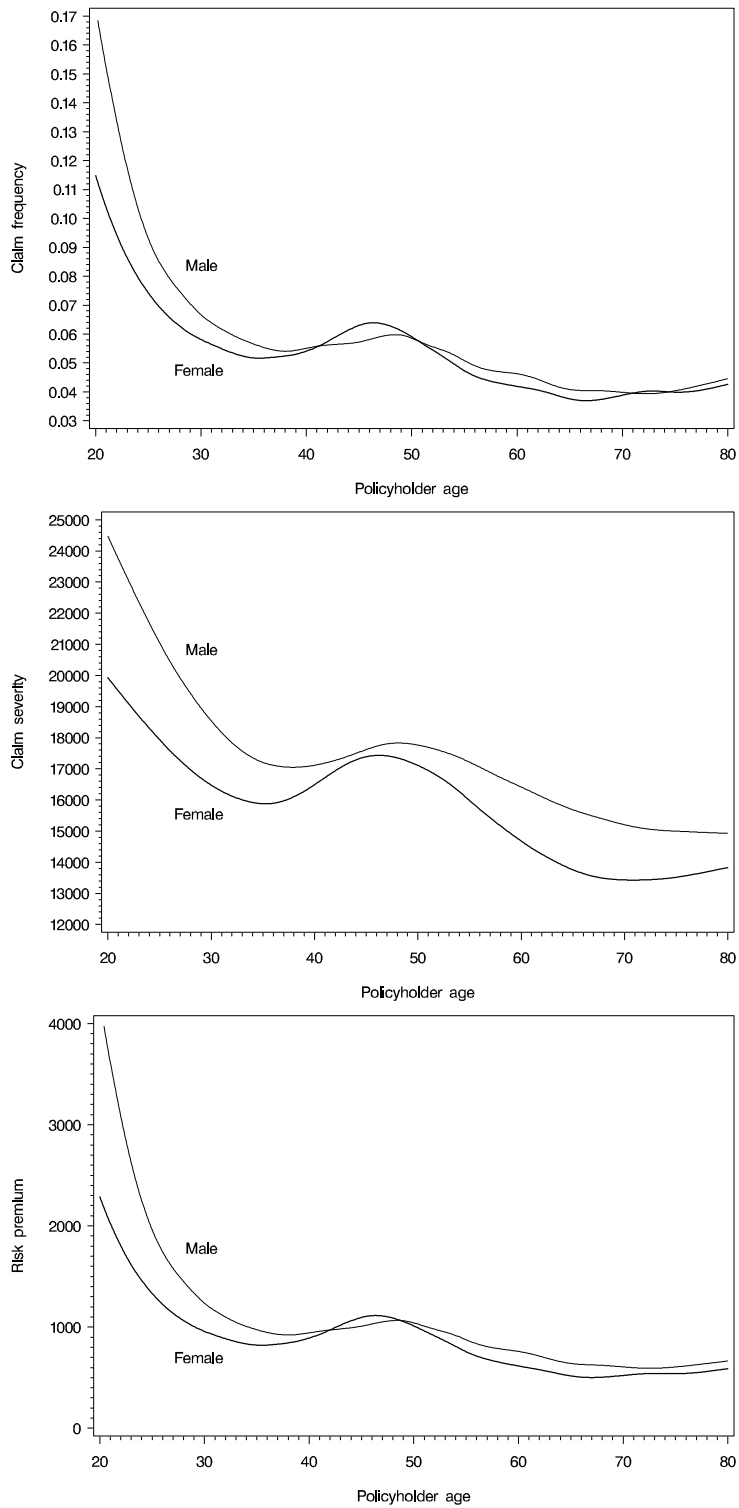 0.17
0.16
0.15
0.14
0.13
0.12
0.11
0.10
0.09
0.08
0.07
0.06
0.05
0.04
0.03
Claim frequency
Male
Female
20 30 40 50 60 70 80
Policyholder age
25000
24000
23000
22000
21000
20000
19000
18000
17000
16000
15000
14000
13000
12000
Claim severity
Male
Female
20 30 40 50 60 70 80
Policyholder age
4000
3000
2000
1000
0
Risk premium
Male
Female
20 30 40 50 60 70 80
Policyholder age